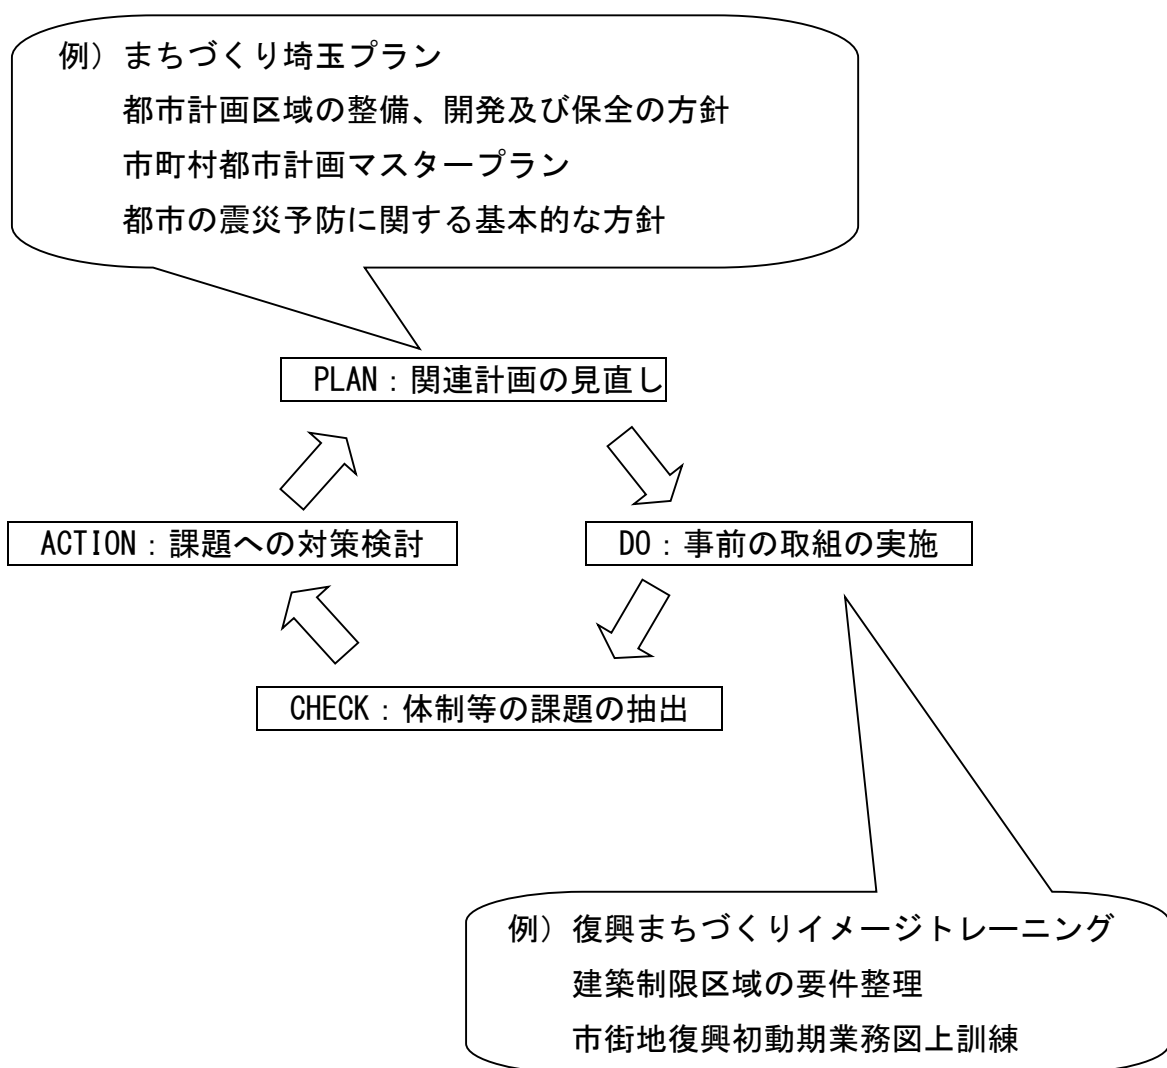 例）まちづくり埼玉プラン
都市計画区域の整備、開発及び保全の方針
市町村都市計画マスタープラン
都市の震災予防に関する基本的な方針
PLAN：関連計画の見直し
ACTION：課題への対策検討
DO：事前の取組の実施
CHECK：体制等の課題の抽出
例）復興まちづくりイメージトレーニング
建築制限区域の要件整理
市街地復興初動期業務図上訓練